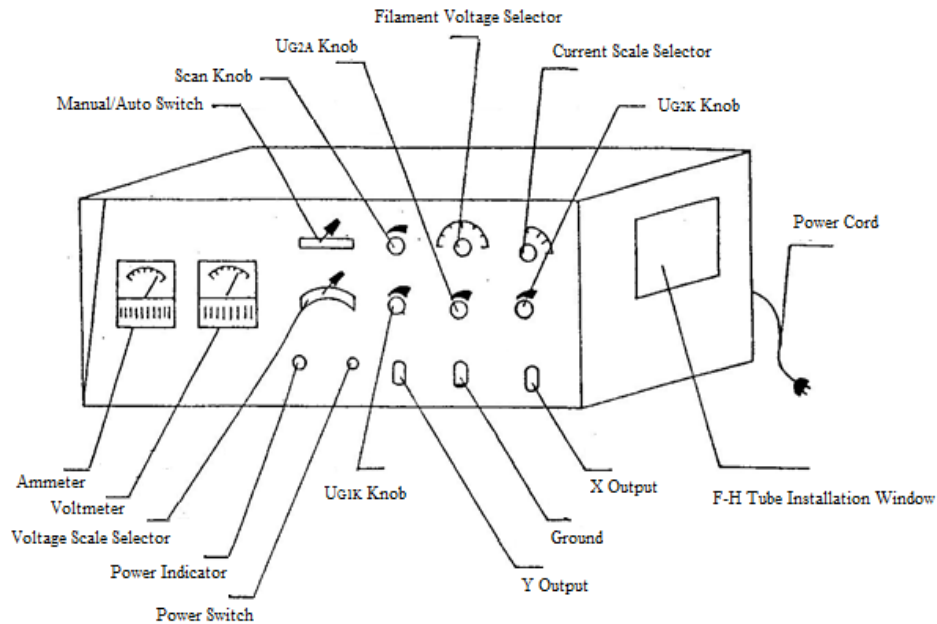 Filament Voltage Selector
UG2A Knob
Current Scale Selector
Scan Knob
UG2K Knob
Manual/Auto Switch
Power Cord
Ammeter
UG1K Knob
X Output
F-H Tube Installation Window
Voltmeter
Voltage Scale Selector
Ground
Power Indicator
Y Output
Power Switch